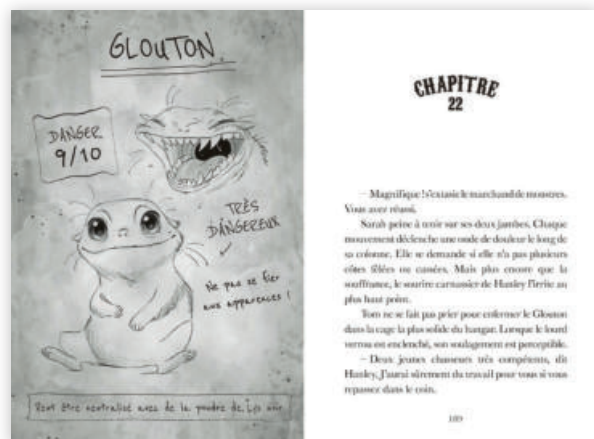 GLOUTON
DANGER
9/10
TRÈS
DANGEREUX
Ne pas se fier
aux apparences !
Peut être neutralisé avec de la poudre de Lys noir
CHAPITRE
22
– Magnifique ! s'extasie le marchand de monstres.
Vous avez réussi.
Sarah peine à tenir sur ses deux jambes. Chaque
mouvement déclenche une onde de douleur le long de
sa colonne. Elle se demande si elle n'a pas plusieurs
côtes fêlées ou cassées. Mais plus encore que la
souffrance, le sourire carnassier de Hanley l'irrite au
plus haut point.
Tom ne se fait pas prier pour enfermer le Glouton
dans la cage la plus solide du hangar. Lorsque le lourd
verrou est enclenché, son soulagement est perceptible.
– Deux jeunes chasseurs très compétents, dit
Hanley. J'aurai sûrement du travail pour vous si vous
repassez dans le coin.
189